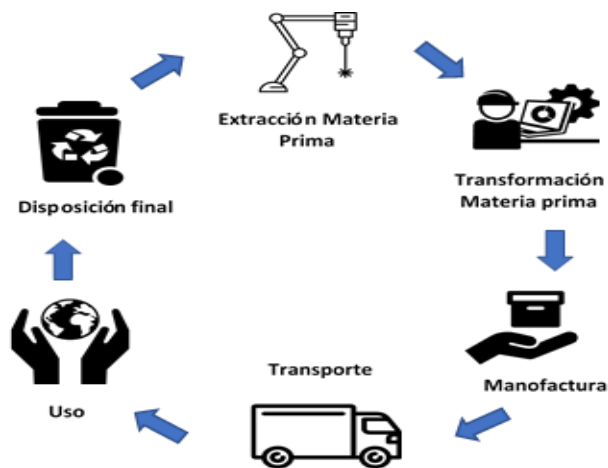 Extracción Materia
Prima
Transformación
Materia prima
Manofactura
Transporte
Uso
Disposición final